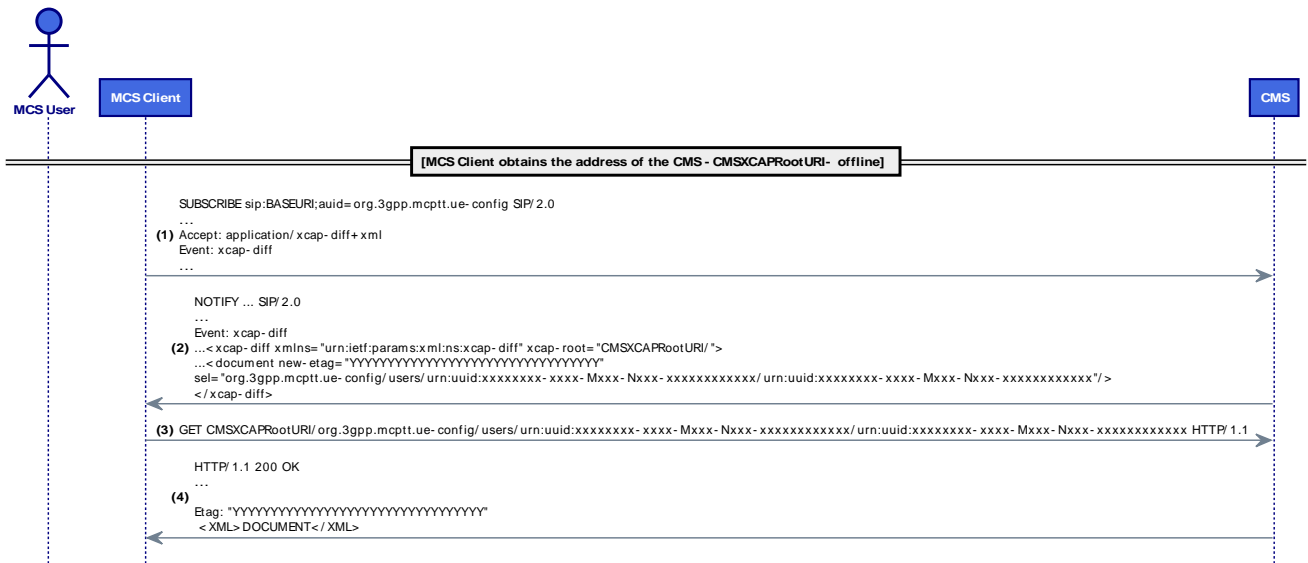 MCS User
MCS Client
CMS
[MCS Client obtains the address of the CMS - CMSXCAPRootURI- offline]
SUBSCRIBE sip:BASEURI;auid=org.3gpp.mcptt.ue-config SIP/2.0
...
(1) Accept: application/xcap-diff+xml
Event: xcap-diff
...
NOTIFY ... SIP/2.0
...
Event: xcap-diff
(2) ...<xcap-diff xmlns="urn:ietf:params:xml:ns:xcap-diff" xcap-root="CMSXCAPRootURI/">
...<document new-etag="YYYYYYYYYYYYYYYYYYYYYYYYYYYYYYYYY"
sel="org.3gpp.mcptt.ue-config/users/urn:uuid:xxxxxxxx-xxxx-Mxxx-Nxxx-xxxxxxxxxxxx/urn:uuid:xxxxxxxx-xxxx-Mxxx-Nxxx-xxxxxxxxxxxx"/>
</xcap-diff>
(3) GET CMSXCAPRootURI/org.3gpp.mcptt.ue-config/users/urn:uuid:xxxxxxxx-xxxx-Mxxx-Nxxx-xxxxxxxxxxxx/urn:uuid:xxxxxxxx-xxxx-Mxxx-Nxxx-xxxxxxxxxxxx HTTP/1.1
HTTP/1.1 200 OK
...
(4)
Etag: "YYYYYYYYYYYYYYYYYYYYYYYYYYYYYYYYY"
<XML>DOCUMENT</XML>